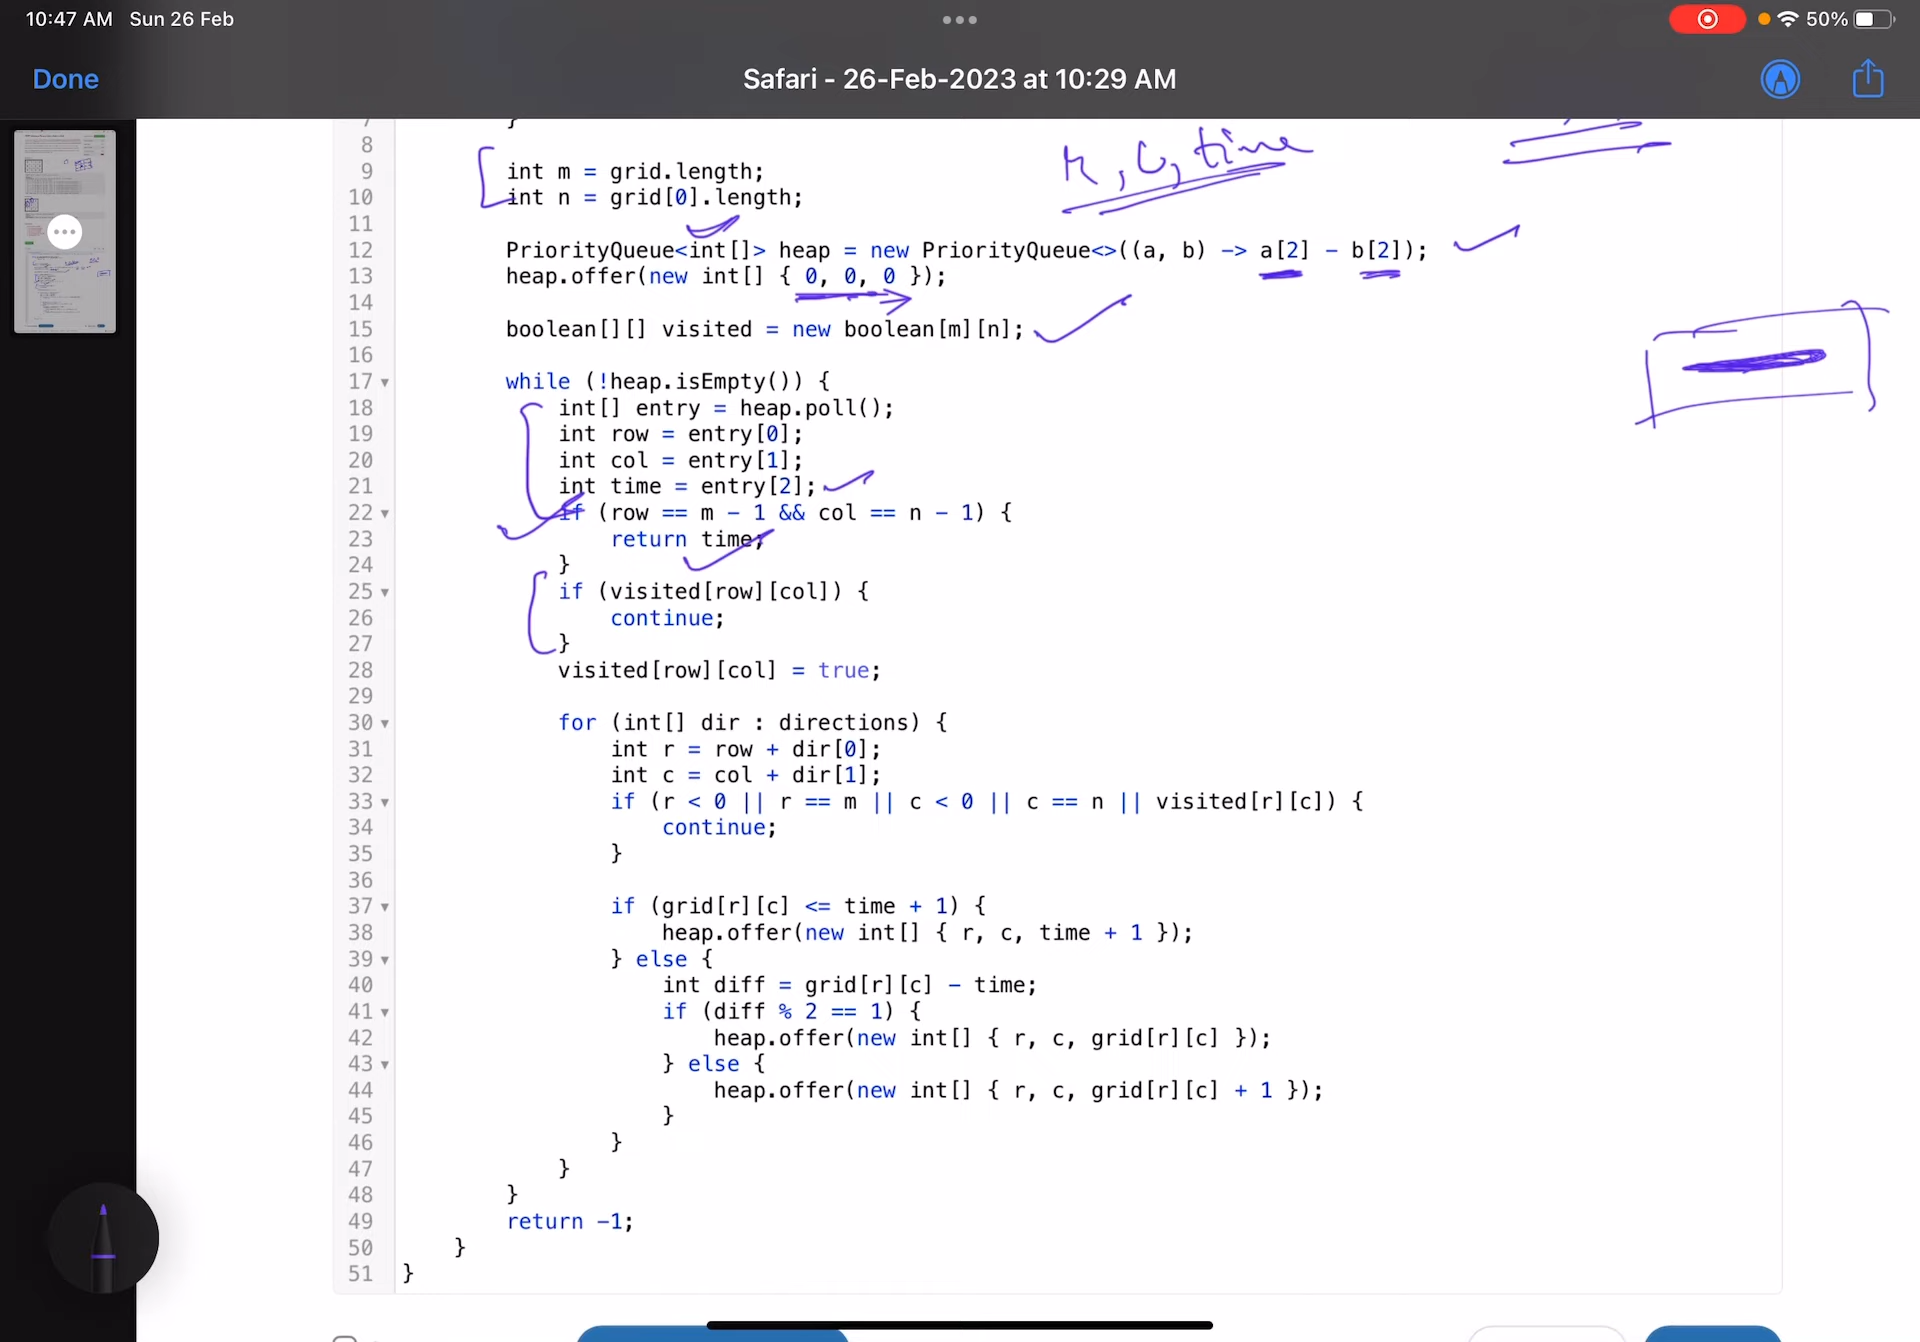 10:47 AM Sun 26 Feb
50%
Done
Safari - 26-Feb-2023 at 10:29 AM
7 }
8
9 int m = grid.length;
10 int n = grid[0].length;
11
12 PriorityQueue<int[]> heap = new PriorityQueue<>((a, b) -> a[2] - b[2]);
13 heap.offer(new int[] { 0, 0, 0 });
14
15 boolean[][] visited = new boolean[m][n];
16
17 while (!heap.isEmpty()) {
18 int[] entry = heap.poll();
19 int row = entry[0];
20 int col = entry[1];
21 int time = entry[2];
22 if (row == m - 1 && col == n - 1) {
23 return time;
24 }
25 if (visited[row][col]) {
26 continue;
27 }
28 visited[row][col] = true;
29
30 for (int[] dir : directions) {
31 int r = row + dir[0];
32 int c = col + dir[1];
33 if (r < 0 || r == m || c < 0 || c == n || visited[r][c]) {
34 continue;
35 }
36
37 if (grid[r][c] <= time + 1) {
38 heap.offer(new int[] { r, c, time + 1 });
39 } else {
40 int diff = grid[r][c] - time;
41 if (diff % 2 == 1) {
42 heap.offer(new int[] { r, c, grid[r][c] });
43 } else {
44 heap.offer(new int[] { r, c, grid[r][c] + 1 });
45 }
46 }
47 }
48 }
49 return -1;
50 }
51 }
r, c, time